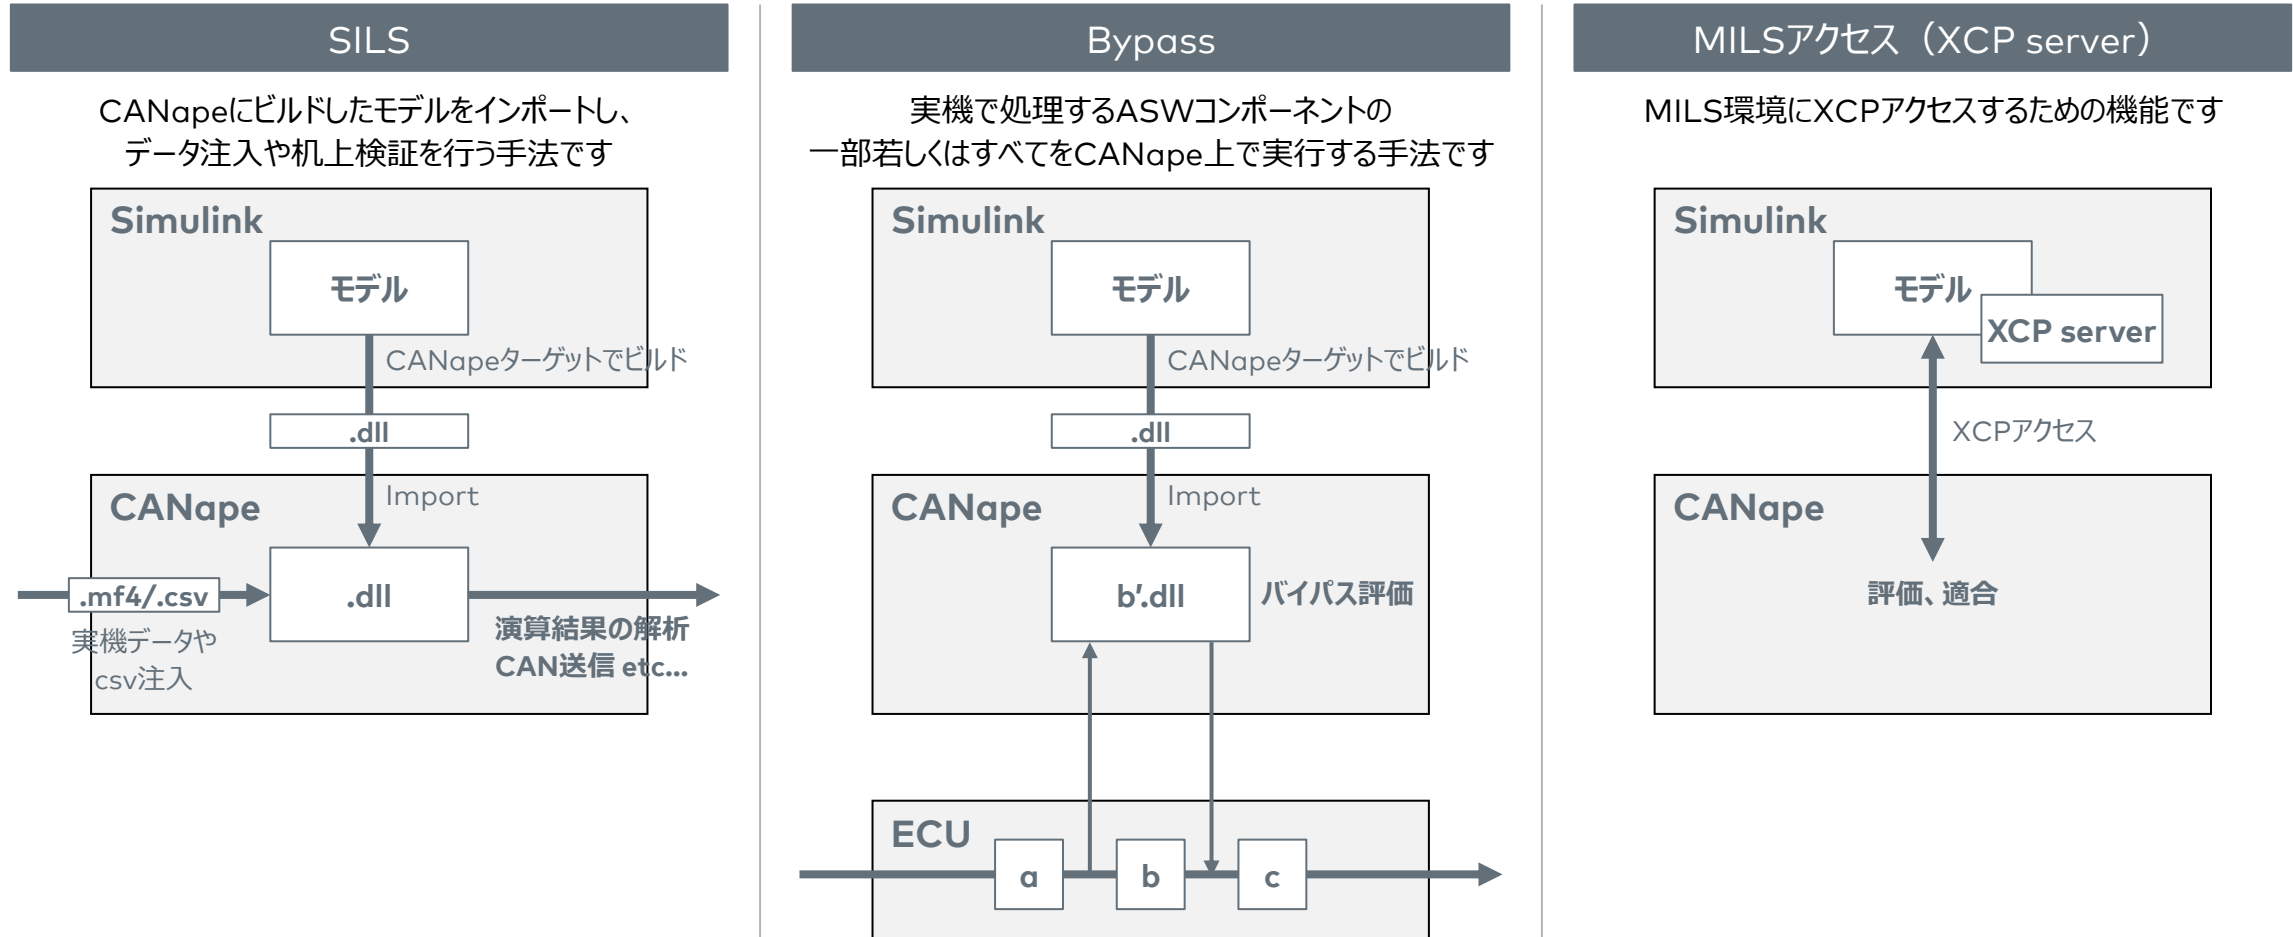 SILS
CANapeにビルドしたモデルをインポートし、
データ注入や机上検証を行う手法です
Simulink
モデル
CANapeターゲットでビルド
.dll
CANape
Import
.mf4/.csv
.dll
実機データや
csv注入
演算結果の解析
CAN送信 etc...
Bypass
実機で処理するASWコンポーネントの
一部若しくはすべてをCANape上で実行する手法です
Simulink
モデル
CANapeターゲットでビルド
.dll
CANape
Import
b'.dll
バイパス評価
ECU
a
b
c
MILSアクセス（XCP server）
MILS環境にXCPアクセスするための機能です
Simulink
モデル
XCP server
XCPアクセス
CANape
評価、適合